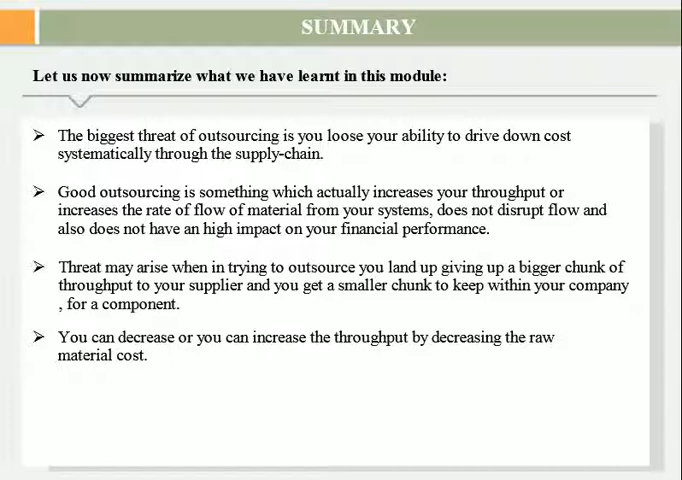 SUMMARY
Let us now summarize what we have learnt in this module:
➢ The biggest threat of outsourcing is you loose your ability to drive down cost
systematically through the supply-chain.
➢ Good outsourcing is something which actually increases your throughput or
increases the rate of flow of material from your systems, does not disrupt flow and
also does not have an high impact on your financial performance.
➢ Threat may arise when in trying to outsource you land up giving up a bigger chunk of
throughput to your supplier and you get a smaller chunk to keep within your company
, for a component.
➢ You can decrease or you can increase the throughput by decreasing the raw
material cost.